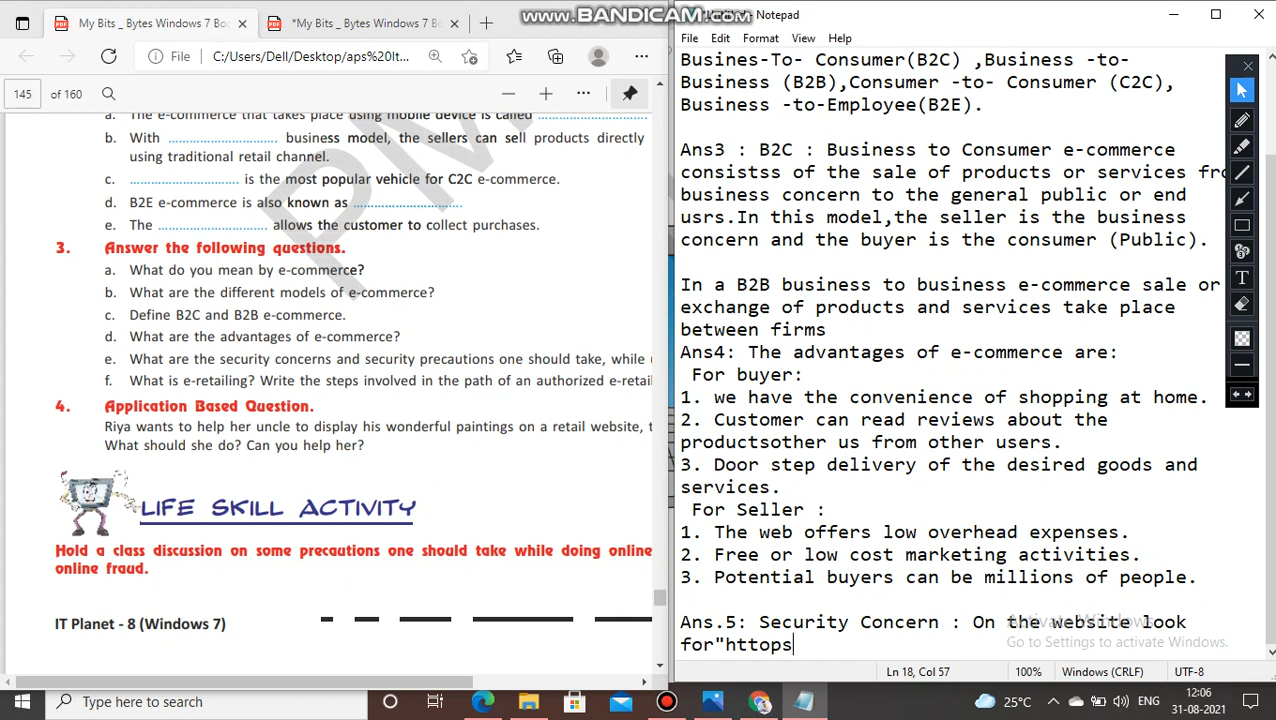 My Bits _ Bytes Windows 7 Bo
*My Bits _ Bytes Windows 7 Bo
www.BANDICAM.com
Notepad
File C:/Users/Dell/Desktop/aps%20It...
File Edit Format View Help
145 of 160
a. The e-commerce that takes place using mobile device is called
b. With .............................. business model, the sellers can sell products directly
using traditional retail channel.
c. .............................. is the most popular vehicle for C2C e-commerce.
d. B2E e-commerce is also known as ..............................
e. The .............................. allows the customer to collect purchases.
3. Answer the following questions.
a. What do you mean by e-commerce?
b. What are the different models of e-commerce?
c. Define B2C and B2B e-commerce.
d. What are the advantages of e-commerce?
e. What are the security concerns and security precautions one should take, while
f. What is e-retailing? Write the steps involved in the path of an authorized e-retail
4. Application Based Question.
Riya wants to help her uncle to display his wonderful paintings on a retail website,
What should she do? Can you help her?
LIFE SKILL ACTIVITY
Hold a class discussion on some precautions one should take while doing online
online fraud.
IT Planet - 8 (Windows 7)
Busines-To- Consumer(B2C) ,Business -to-
Business (B2B),Consumer -to- Consumer (C2C),
Business -to-Employee(B2E).
Ans3 : B2C : Business to Consumer e-commerce
consistss of the sale of products or services fro
business concern to the general public or end
usrs.In this model,the seller is the business
concern and the buyer is the consumer (Public).
In a B2B business to business e-commerce sale or
exchange of products and services take place
between firms
Ans4: The advantages of e-commerce are:
For buyer:
1. we have the convenience of shopping at home.
2. Customer can read reviews about the
productsother us from other users.
3. Door step delivery of the desired goods and
services.
For Seller :
1. The web offers low overhead expenses.
2. Free or low cost marketing activities.
3. Potential buyers can be millions of people.
Ans.5: Security Concern : On the website look
for"httops
Activate Windows
Go to Settings to activate Windows.
Ln 18, Col 57 100% Windows (CRLF) UTF-8
Type here to search
25°C ENG
12:06
31-08-2021